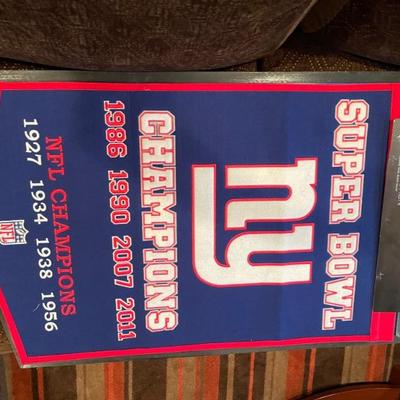 SUPER BOWL
ny
CHAMPIONS
1986 1990 2007 2011
NFL CHAMPIONS
1927 1934 1938 1956
NFL